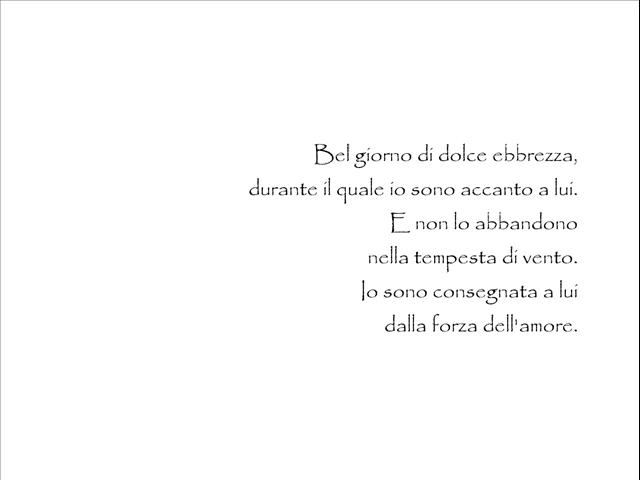 Bel giorno di dolce ebbrezza,
durante il quale io sono accanto a lui.
E non lo abbandono
nella tempesta di vento.
Io sono consegnata a lui
dalla forza dell'amore.